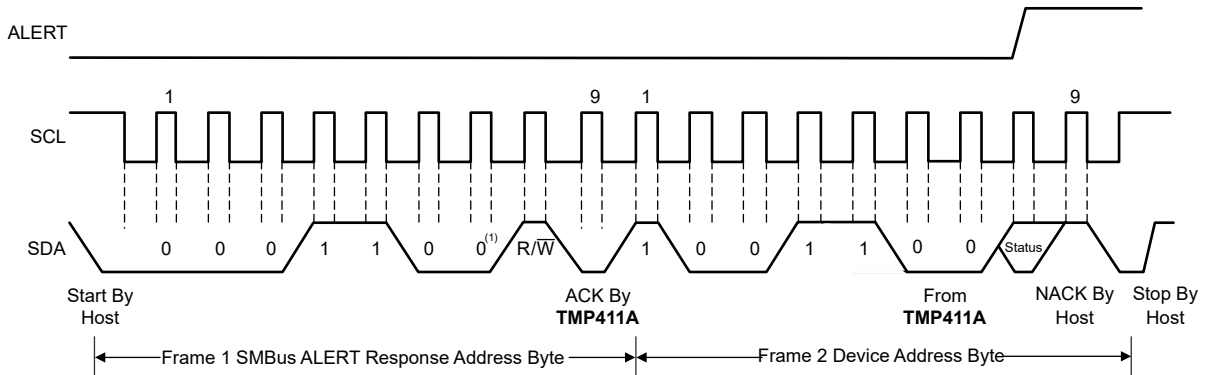 ALERT
1 9 1 9
SCL
SDA
0 0 0 1 1 0 0(1) R/W̅ 1 0 0 1 1 0 0 Status
Start By
Host
ACK By
TMP411A
From
TMP411A
NACK By
Host
Stop By
Host
Frame 1 SMBus ALERT Response Address Byte
Frame 2 Device Address Byte